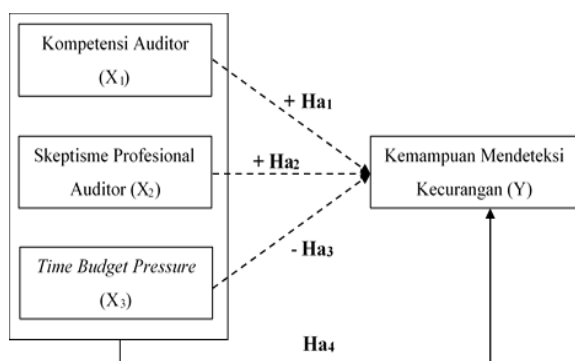 Kompetensi Auditor
(X₁)
+ Ha₁
Skeptisme Profesional
Auditor (X₂)
+ Ha₂
Kemampuan Mendeteksi
Kecurangan (Y)
Time Budget Pressure
(X₃)
- Ha₃
Ha₄